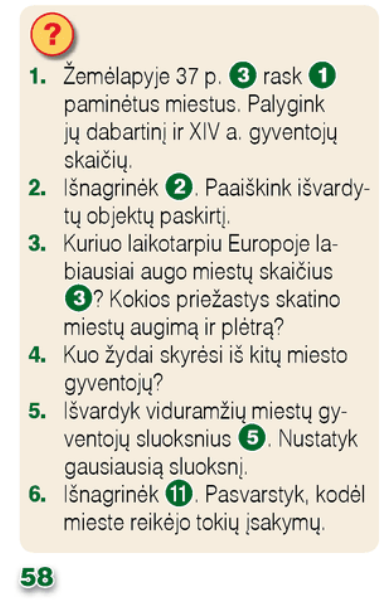 ?
1. Žemėlapyje 37 p. 3 rask 1
paminėtus miestus. Palygink
jų dabartinį ir XIV a. gyventojų
skaičių.
2. Išnagrinėk 2. Paaiškink išvardy-
tų objektų paskirtį.
3. Kuriuo laikotarpiu Europoje la-
biausiai augo miestų skaičius
3? Kokios priežastys skatino
miestų augimą ir plėtrą?
4. Kuo žydai skyrėsi iš kitų miesto
gyventojų?
5. Išvardyk viduramžių miestų gy-
ventojų sluoksnius 5. Nustatyk
gausiausią sluoksnį.
6. Išnagrinėk 11. Pasvarstyk, kodėl
mieste reikėjo tokių įsakymų.
58